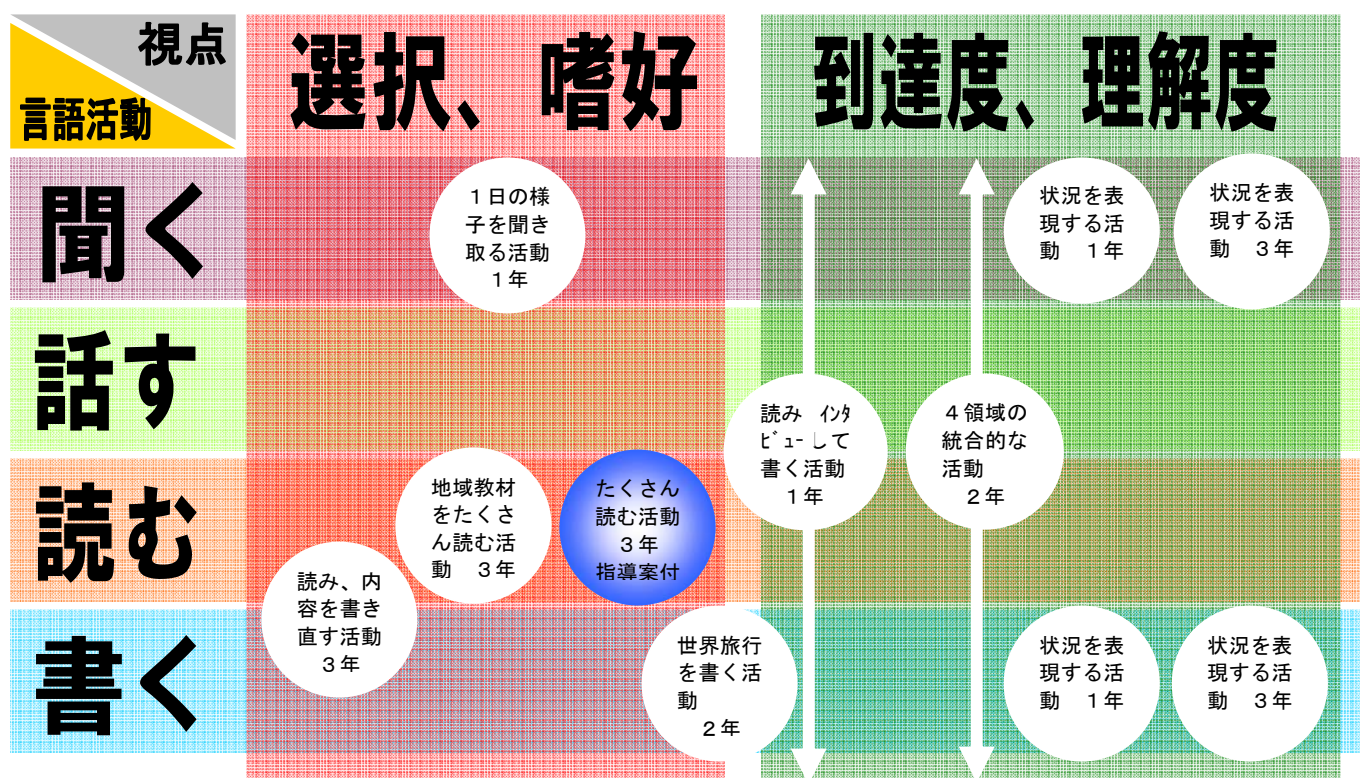 視点
言語活動
選択、嗜好
到達度、理解度
聞く
１日の様
子を聞き
取る活動
１年
状況を表
現する活
動　１年
状況を表
現する活
動　３年
話す
読み ｲﾝﾀ
ﾋﾞｭｰして
書く活動
１年
４領域の
統合的な
活動
２年
読む
地域教材
をたくさ
ん読む活
動　３年
たくさん
読む活動
３年
指導案付
読み、内
容を書き
直す活動
３年
書く
世界旅行
を書く活
動
２年
状況を表
現する活
動　１年
状況を表
現する活
動　３年